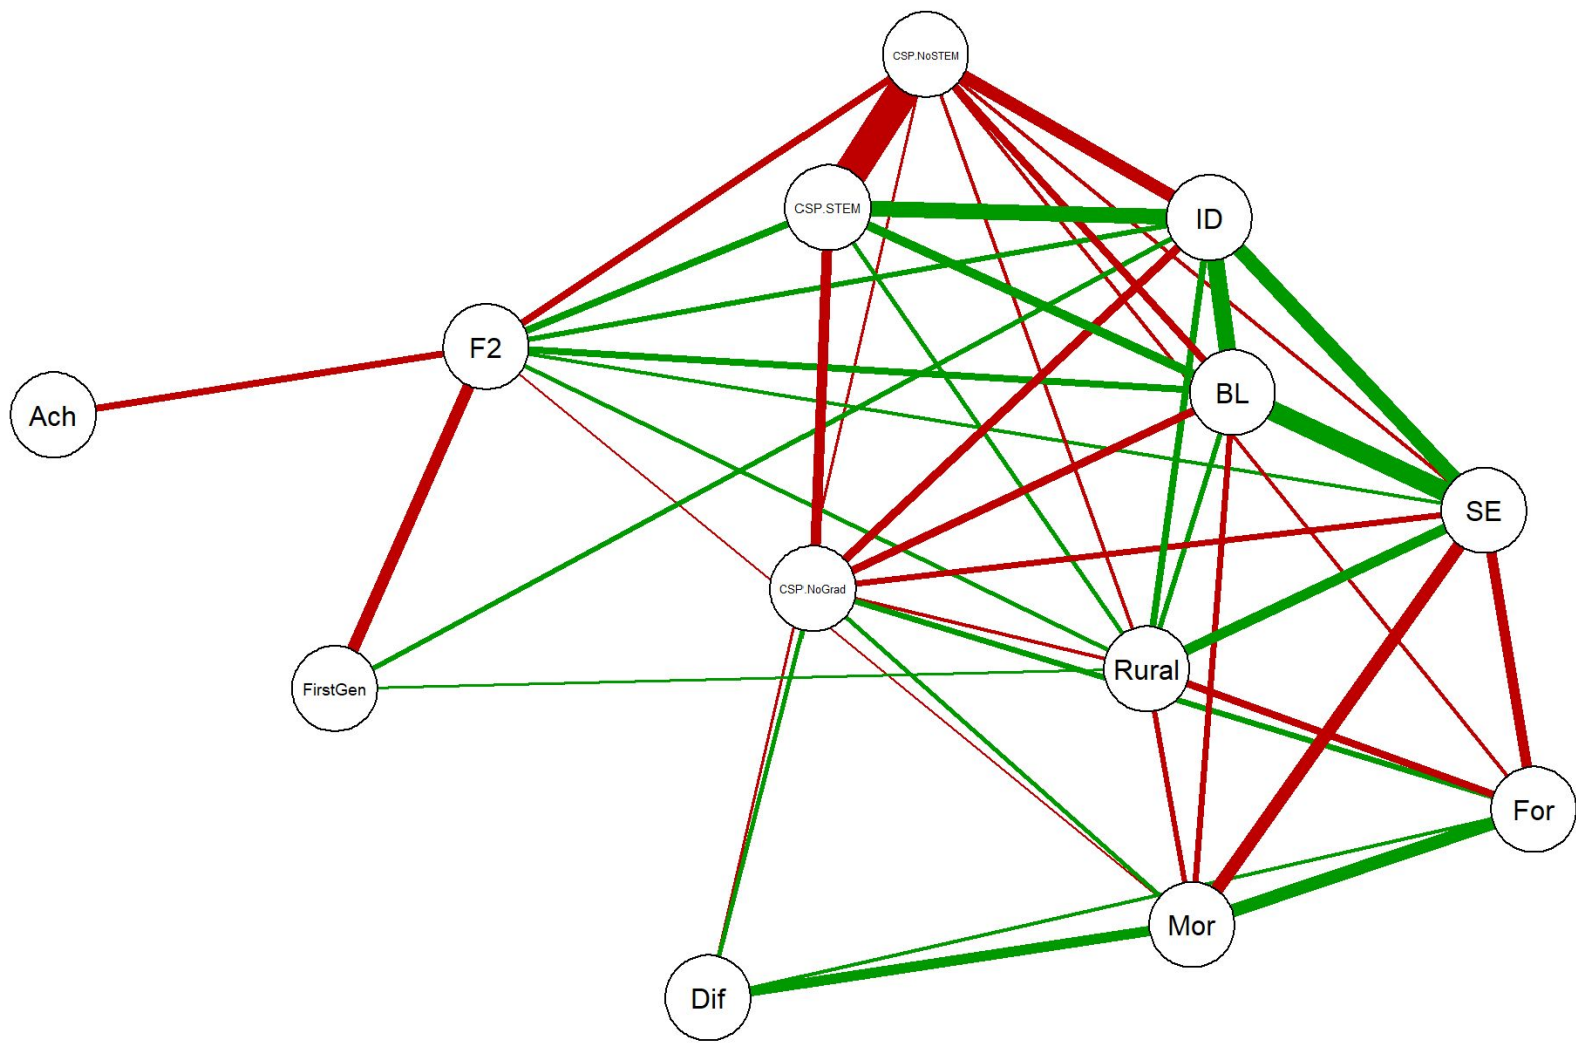 CSP.NoSTEM
CSP.STEM
ID
F2
BL
Ach
SE
CSP.NoGrad
Rural
FirstGen
For
Mor
Dif